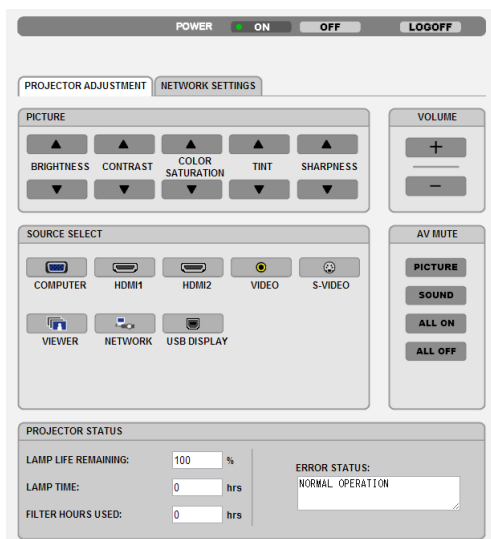 POWER ON OFF LOGOFF
PROJECTOR ADJUSTMENT NETWORK SETTINGS
PICTURE
BRIGHTNESS CONTRAST COLOR SATURATION TINT SHARPNESS
VOLUME
+
−
SOURCE SELECT
COMPUTER HDMI1 HDMI2 VIDEO S-VIDEO
VIEWER NETWORK USB DISPLAY
AV MUTE
PICTURE
SOUND
ALL ON
ALL OFF
PROJECTOR STATUS
LAMP LIFE REMAINING: 100 %
LAMP TIME: 0 hrs
FILTER HOURS USED: 0 hrs
ERROR STATUS:
NORMAL OPERATION